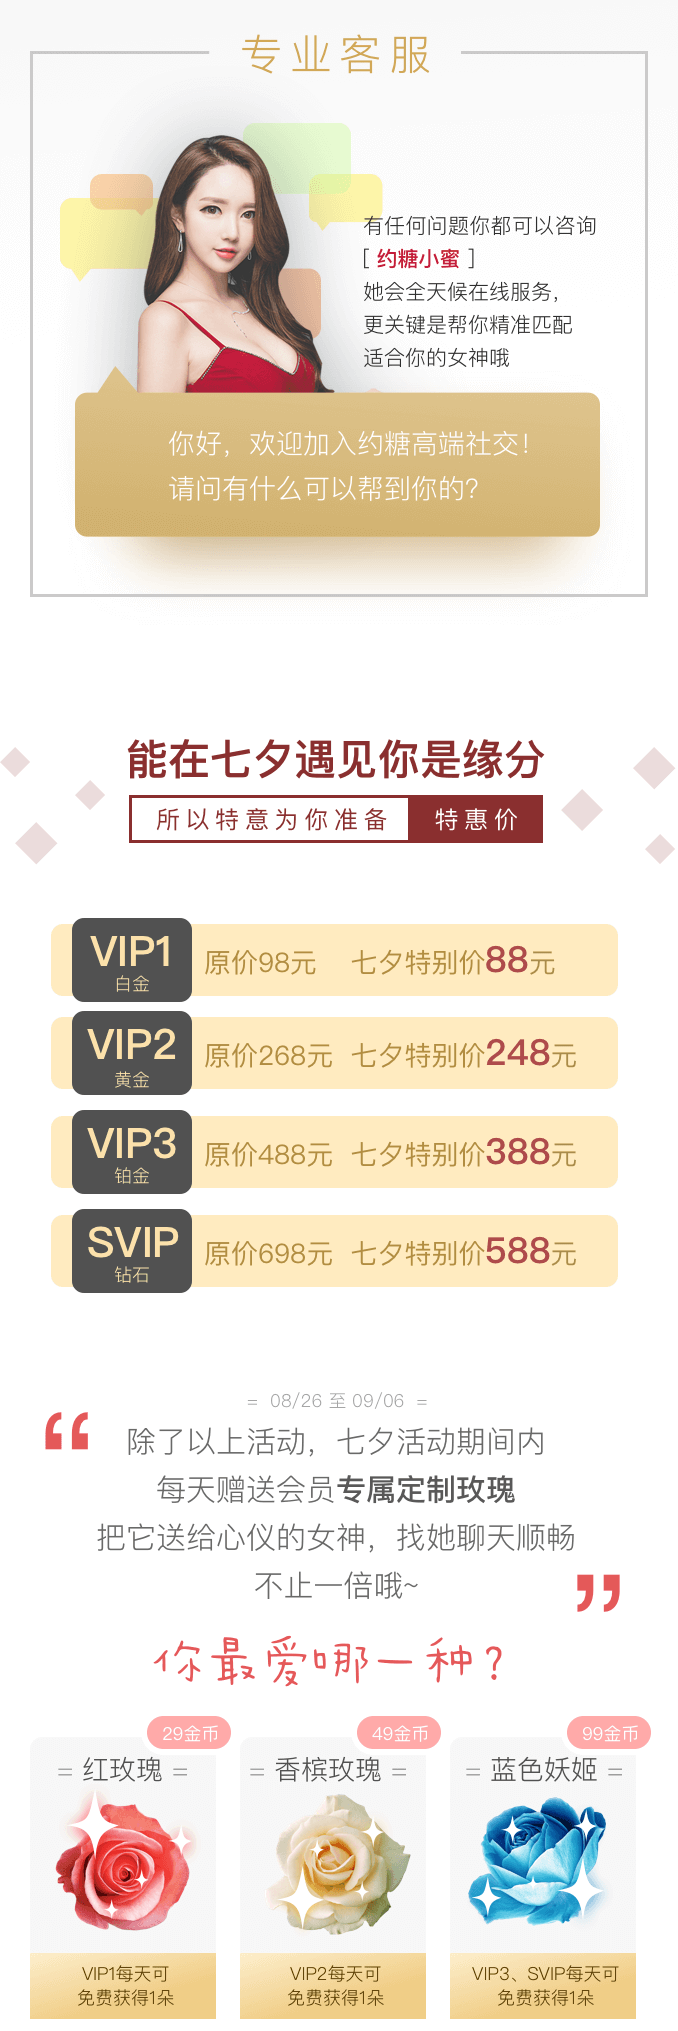 专业客服
有任何问题你都可以咨询
[ 约糖小蜜 ]
她会全天候在线服务，
更关键是帮你精准匹配
适合你的女神哦
你好，欢迎加入约糖高端社交！
请问有什么可以帮到你的？
能在七夕遇见你是缘分
所以特意为你准备 特惠价
VIP1
白金
原价98元 七夕特别价88元
VIP2
黄金
原价268元 七夕特别价248元
VIP3
铂金
原价488元 七夕特别价388元
SVIP
钻石
原价698元 七夕特别价588元
= 08/26 至 09/06 =
“ 除了以上活动，七夕活动期间内
每天赠送会员专属定制玫瑰
把它送给心仪的女神，找她聊天顺畅
不止一倍哦~ ”
你最爱哪一种？
29金币
= 红玫瑰 =
VIP1每天可
免费获得1朵
49金币
= 香槟玫瑰 =
VIP2每天可
免费获得1朵
99金币
= 蓝色妖姬 =
VIP3、SVIP每天可
免费获得1朵